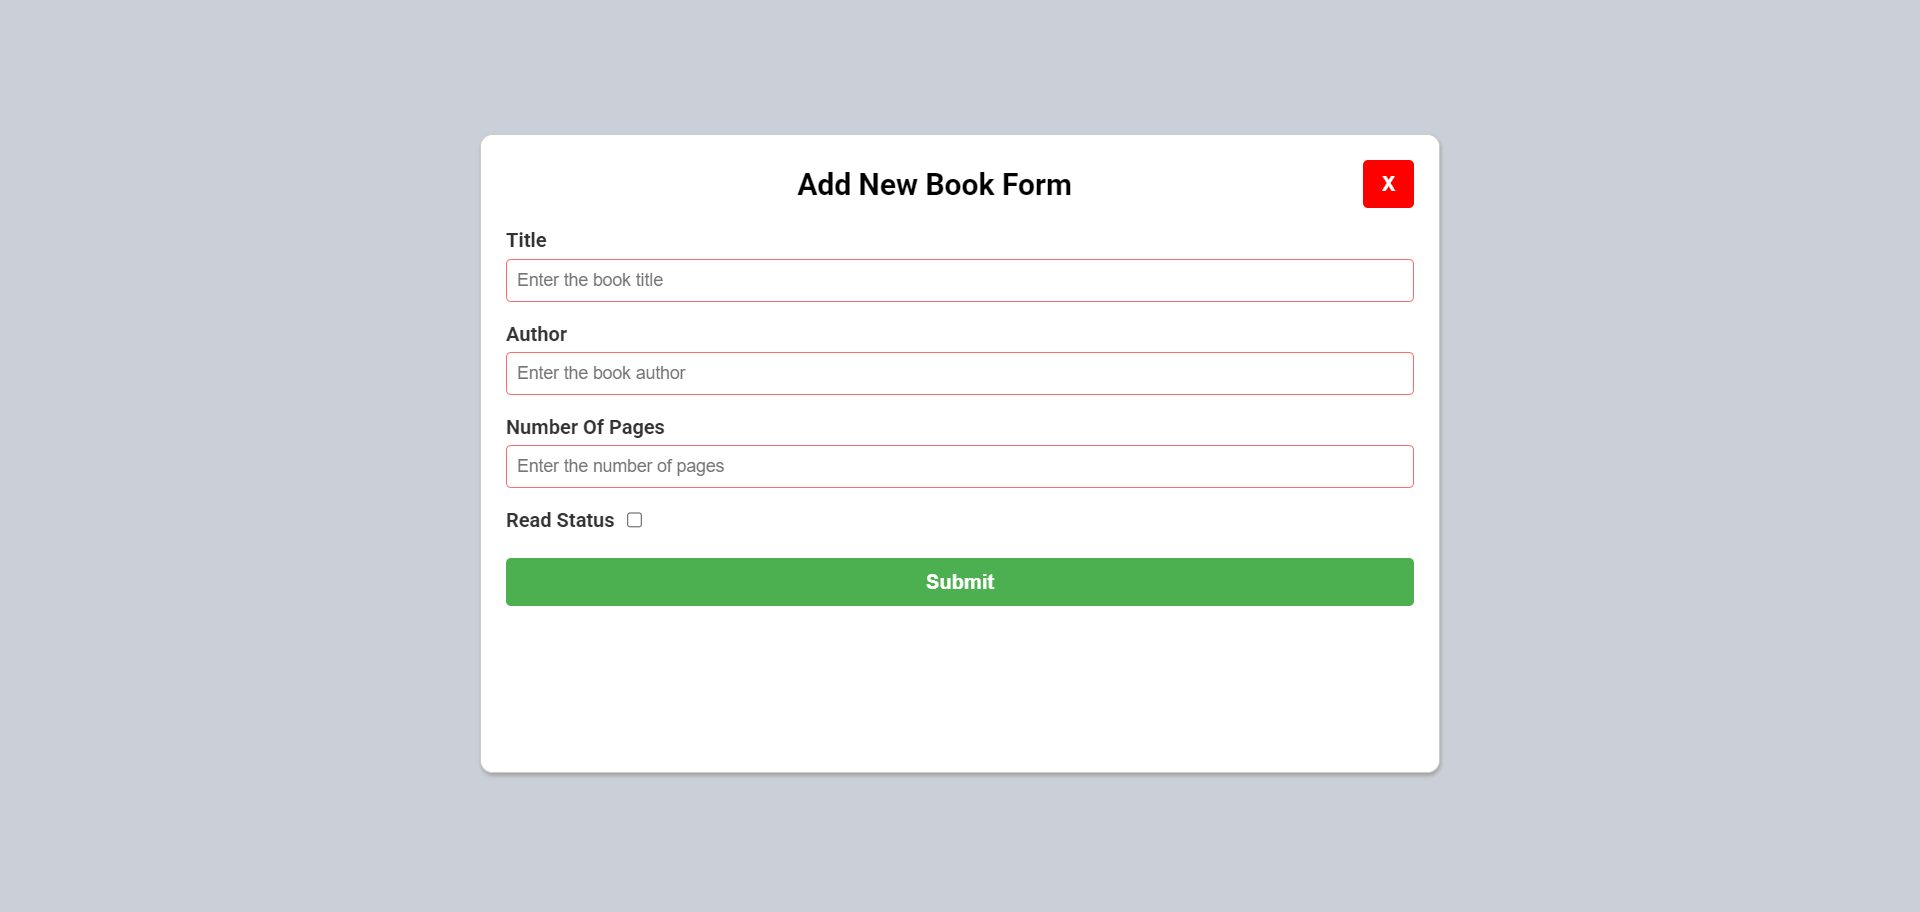 Add New Book Form
X
Title
Enter the book title
Author
Enter the book author
Number Of Pages
Enter the number of pages
Read Status
Submit